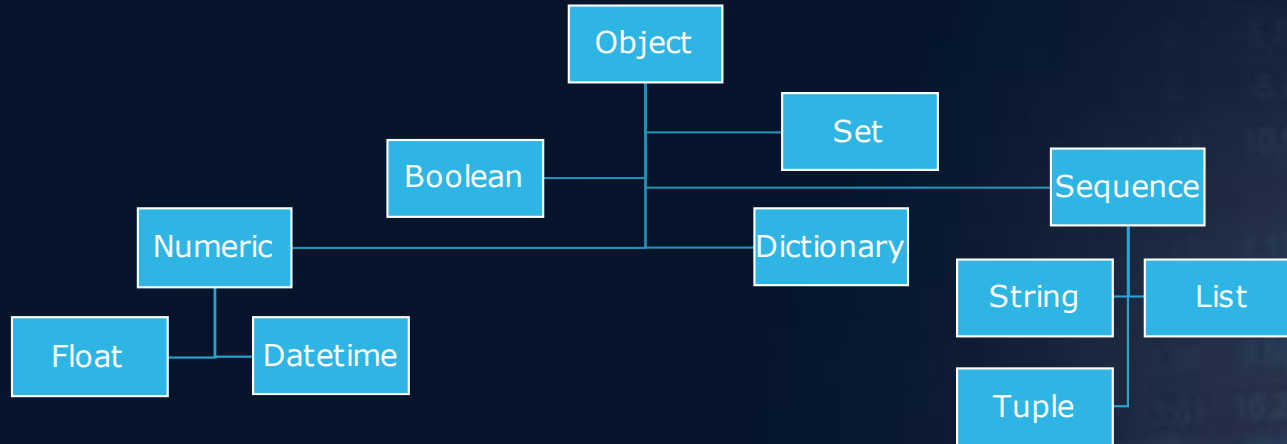 Object
Set
Boolean
Sequence
Numeric
Dictionary
String
List
Float
Datetime
Tuple